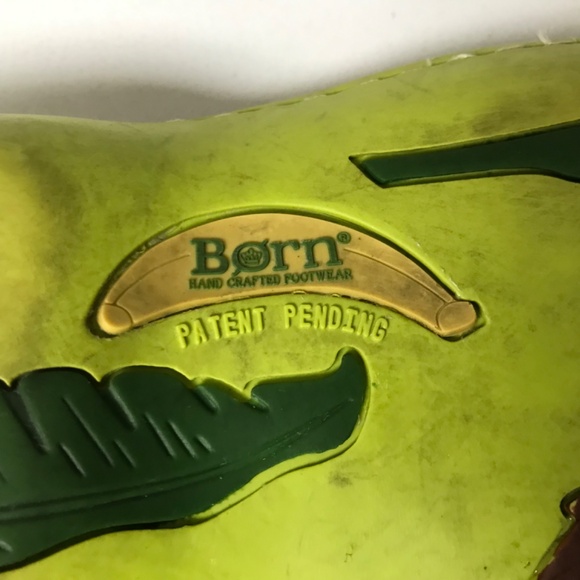 Børn®
HAND CRAFTED FOOTWEAR
PATENT PENDING